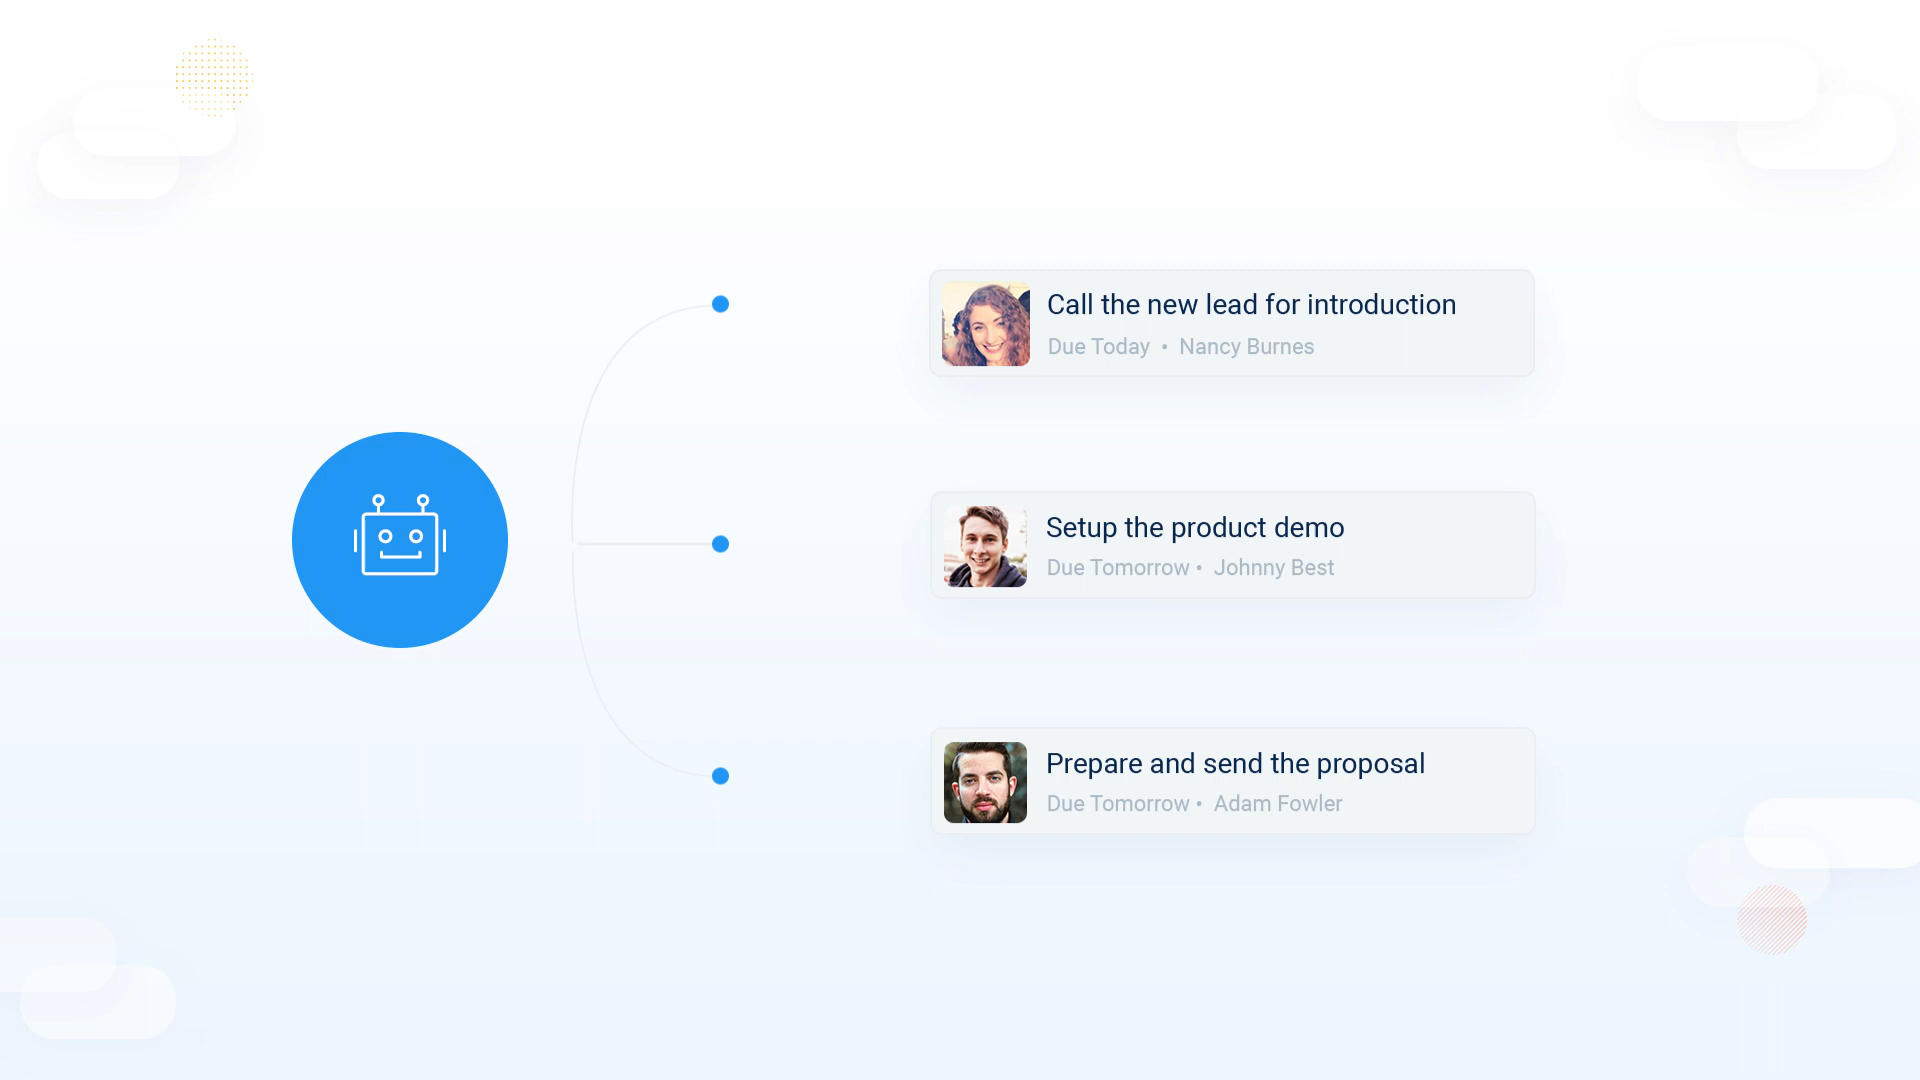 Call the new lead for introduction
Due Today • Nancy Burnes
Setup the product demo
Due Tomorrow • Johnny Best
Prepare and send the proposal
Due Tomorrow • Adam Fowler